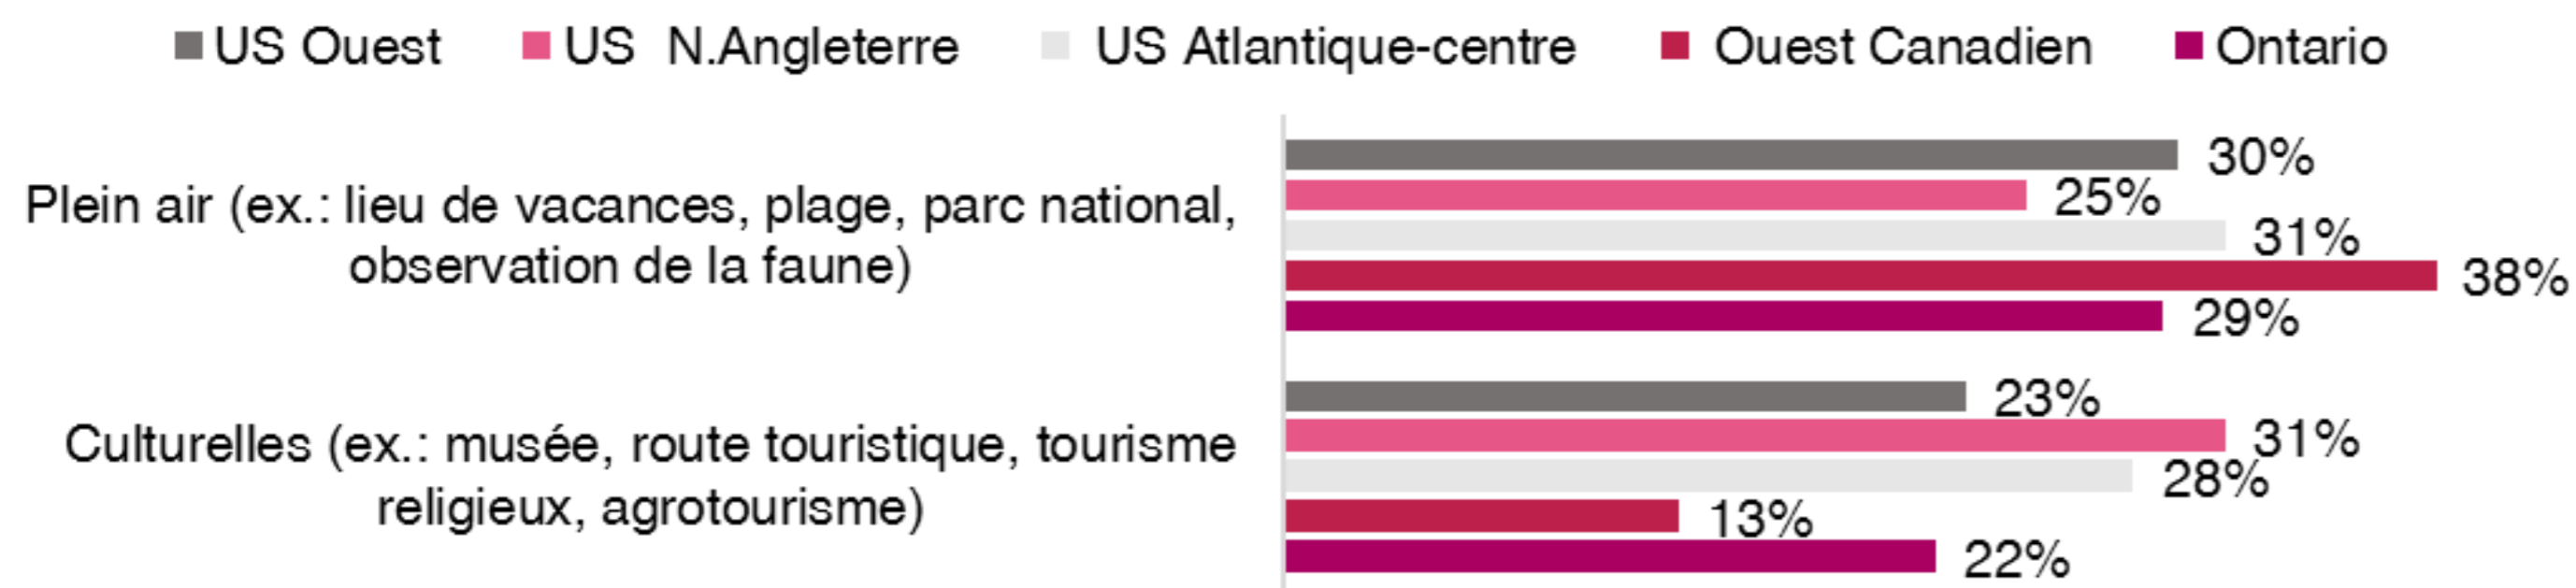 US Ouest US N.Angleterre US Atlantique-centre Ouest Canadien Ontario
Plein air (ex.: lieu de vacances, plage, parc national,
observation de la faune)
30%
25%
31%
38%
29%
Culturelles (ex.: musée, route touristique, tourisme
religieux, agrotourisme)
23%
31%
28%
13%
22%